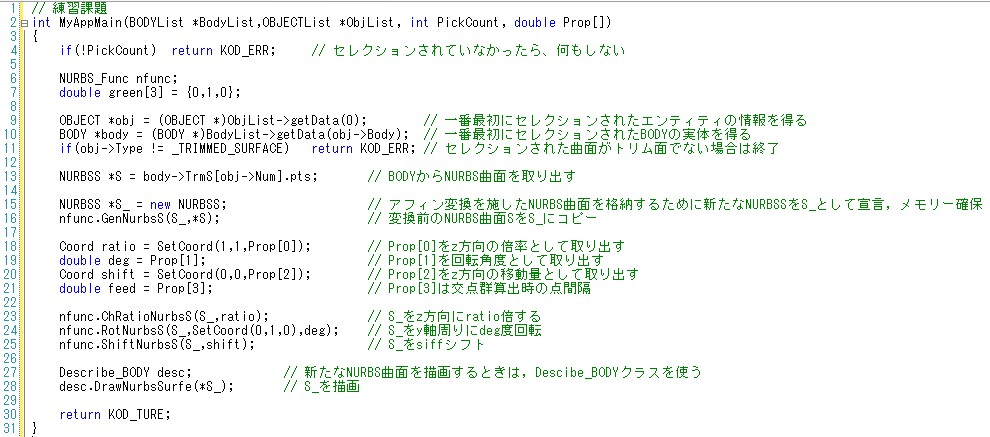 1 // 練習課題
2 int MyAppMain(BODYList *BodyList,OBJECTList *ObjList, int PickCount, double Prop[])
3 {
4 if(!PickCount) return KOD_ERR; // セレクションされていなかったら、何もしない
5
6 NURBS_Func nfunc;
7 double green[3] = {0,1,0};
8
9 OBJECT *obj = (OBJECT *)ObjList->getData(0); // 一番最初にセレクションされたエンティティの情報を得る
10 BODY *body = (BODY *)BodyList->getData(obj->Body); // 一番最初にセレクションされたBODYの実体を得る
11 if(obj->Type != _TRIMMED_SURFACE) return KOD_ERR; // セレクションされた曲面がトリム面でない場合は終了
12
13 NURBSS *S = body->TrmS[obj->Num].pts; // BODYからNURBS曲面を取り出す
14
15 NURBSS *S_ = new NURBSS; // アフィン変換を施したNURBS曲面を格納するために新たなNURBSSをS_として宣言，メモリー確保
16 nfunc.GenNurbsS(S_,*S); // 変換前のNURBS曲面SをS_にコピー
17
18 Coord ratio = SetCoord(1,1,Prop[0]); // Prop[0]をz方向の倍率として取り出す
19 double deg = Prop[1]; // Prop[1]を回転角度として取り出す
20 Coord shift = SetCoord(0,0,Prop[2]); // Prop[2]をz方向の移動量として取り出す
21 double feed = Prop[3]; // Prop[3]は交点群算出時の点間隔
22
23 nfunc.ChRatioNurbsS(S_,ratio); // S_をz方向にratio倍する
24 nfunc.RotNurbsS(S_,SetCoord(0,1,0),deg); // S_をy軸周りにdeg度回転
25 nfunc.ShiftNurbsS(S_,shift); // S_をsiffシフト
26
27 Describe_BODY desc; // 新たなNURBS曲面を描画するときは，Descibe_BODYクラスを使う
28 desc.DrawNurbsSurfe(*S_); // S_を描画
29
30 return KOD_TURE;
31 }